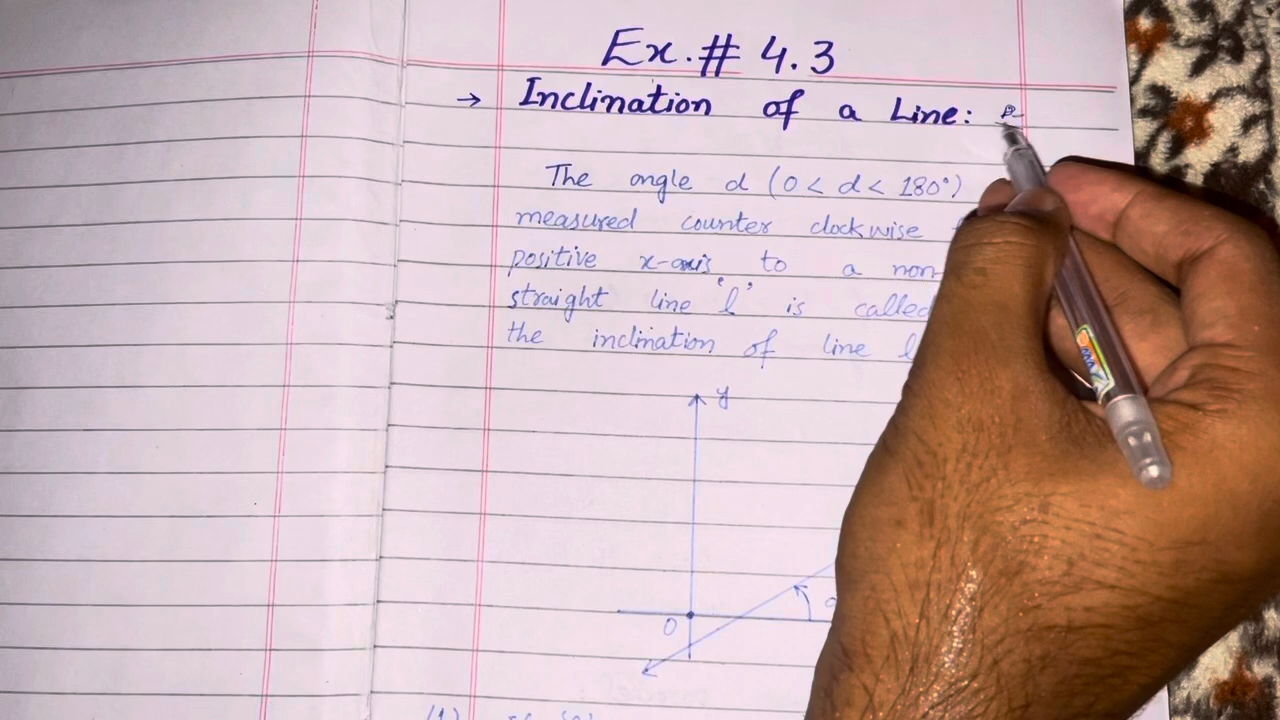 Ex. # 4.3
→ Inclination of a Line:
The angle α (0 < α < 180°)
measured counter clockwise
positive x-axis to a non-
straight line 'l' is called
the inclination of line l
y
O